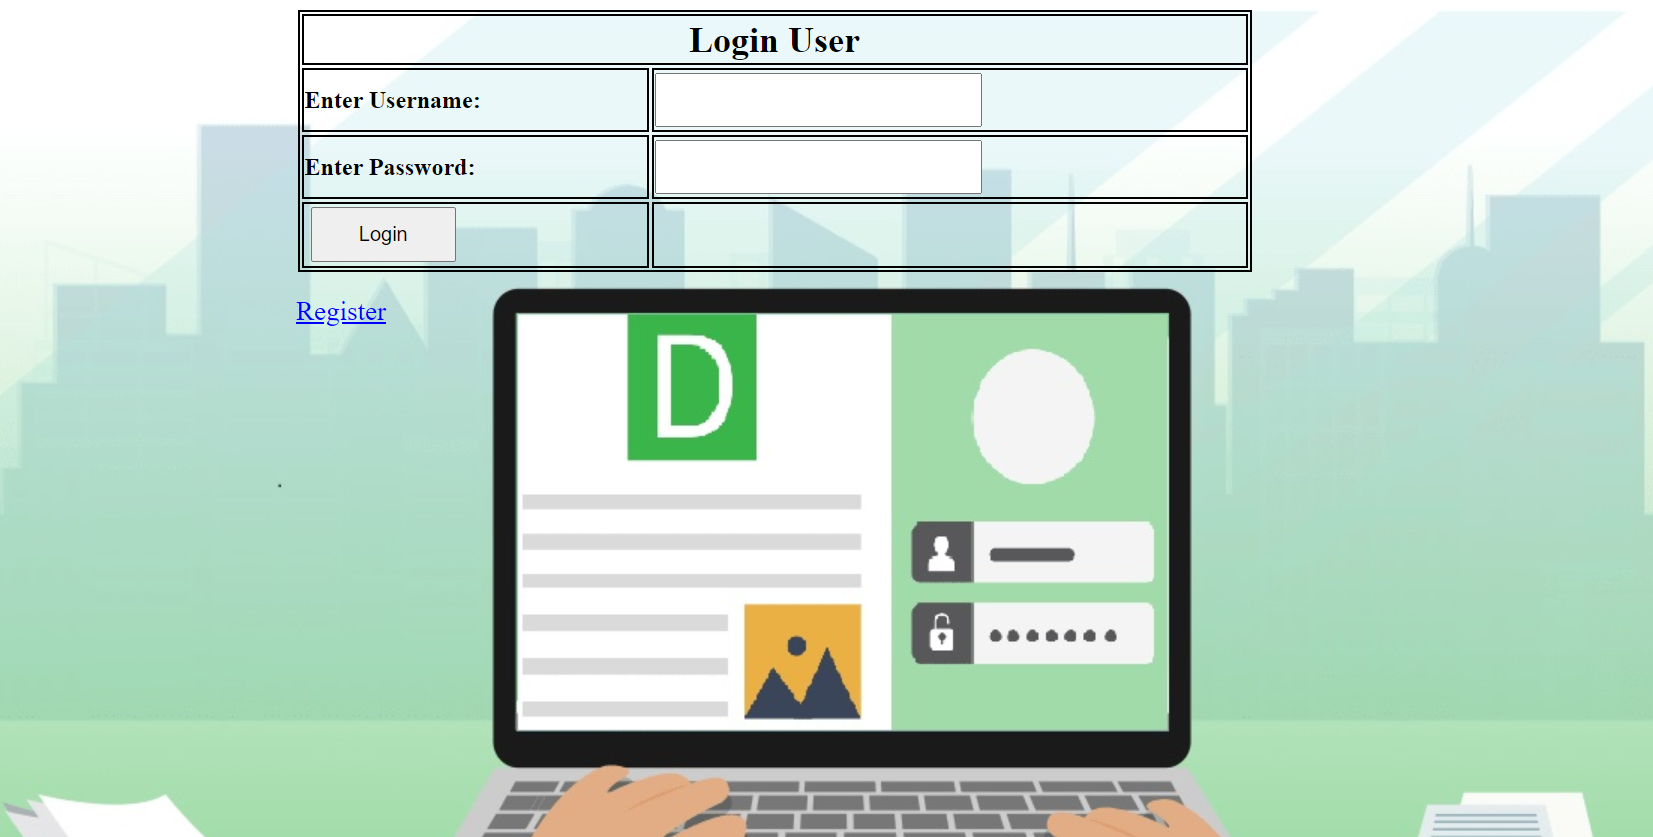 Login User
Enter Username:
Enter Password:
Login
Register
D